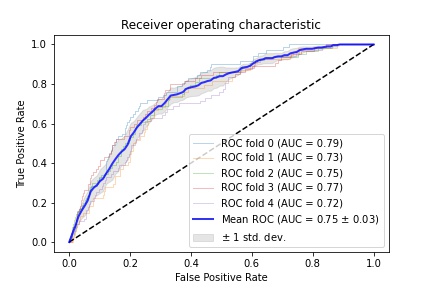 Receiver operating characteristic
True Positive Rate
1.0
0.8
0.6
0.4
0.2
0.0
ROC fold 0 (AUC = 0.79)
ROC fold 1 (AUC = 0.73)
ROC fold 2 (AUC = 0.75)
ROC fold 3 (AUC = 0.77)
ROC fold 4 (AUC = 0.72)
Mean ROC (AUC = 0.75 ± 0.03)
± 1 std. dev.
0.0 0.2 0.4 0.6 0.8 1.0
False Positive Rate